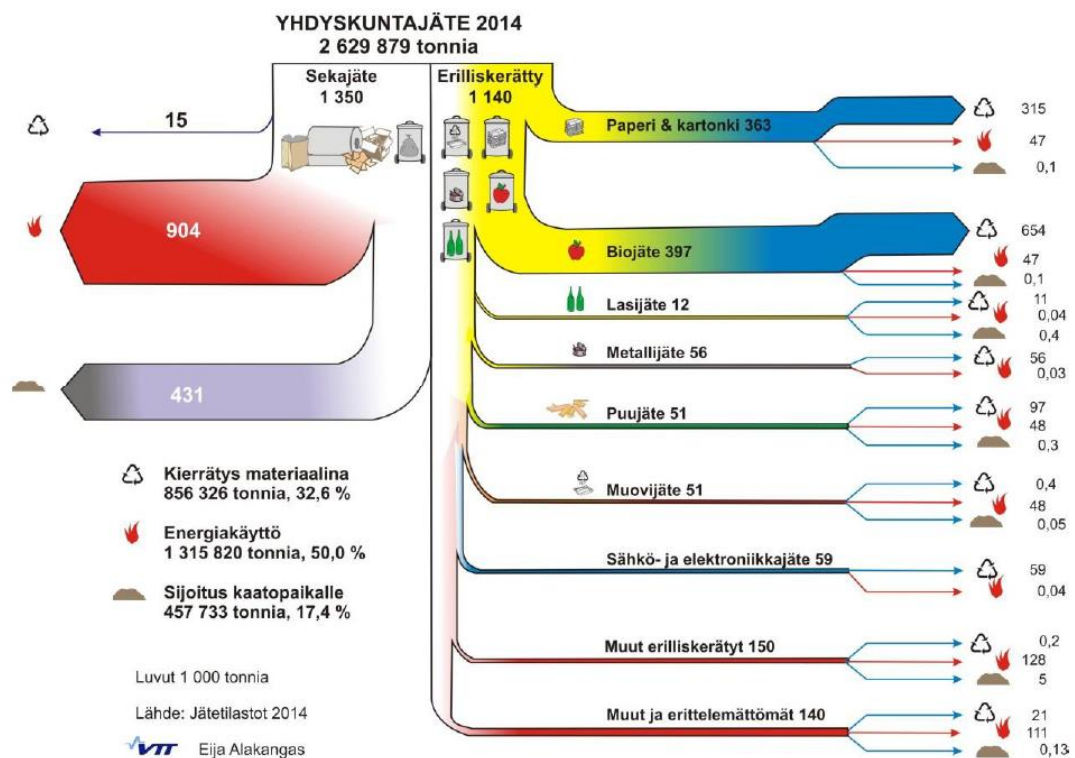 YHDYSKUNTAJÄTE 2014
2 629 879 tonnia
Sekajäte
1 350
Erilliskerätty
1 140
15
904
431
Paperi & kartonki 363
315
47
0,1
Biojäte 397
654
47
0,1
Lasijäte 12
11
0,04
0,4
Metallijäte 56
56
0,03
Puujäte 51
97
48
0,3
Muovijäte 51
0,4
48
0,05
Sähkö- ja elektroniikkajäte 59
59
0,04
Muut erilliskerätyt 150
0,2
128
5
Muut ja erittelemättömät 140
21
111
0,13
Kierrätys materiaalina
856 326 tonnia, 32,6 %
Energiakäyttö
1 315 820 tonnia, 50,0 %
Sijoitus kaatopaikalle
457 733 tonnia, 17,4 %
Luvut 1 000 tonnia
Lähde: Jätetilastot 2014
VTT Eija Alakangas